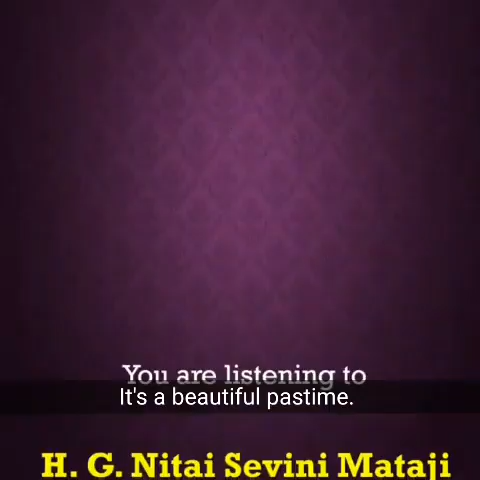 You are listening to
It's a beautiful pastime.
H. G. Nitai Sevini Mataji